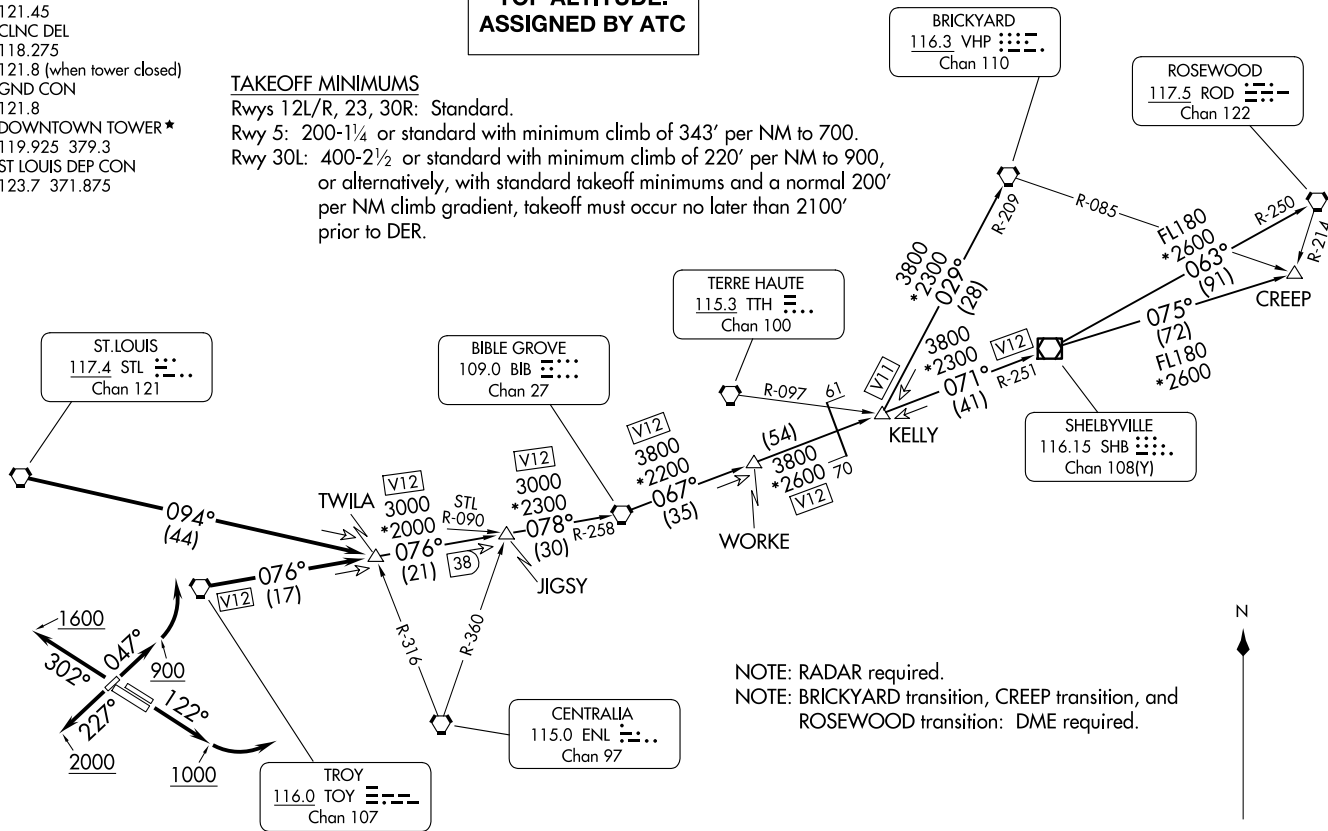 121.45
CLNC DEL
118.275
121.8 (when tower closed)
GND CON
121.8
DOWNTOWN TOWER★
119.925 379.3
ST LOUIS DEP CON
123.7 371.875
TOP ALTITUDE:
ASSIGNED BY ATC
TAKEOFF MINIMUMS
Rwys 12L/R, 23, 30R: Standard.
Rwy 5: 200-1¼ or standard with minimum climb of 343' per NM to 700.
Rwy 30L: 400-2½ or standard with minimum climb of 220' per NM to 900,
or alternatively, with standard takeoff minimums and a normal 200'
per NM climb gradient, takeoff must occur no later than 2100'
prior to DER.
BRICKYARD
116.3 VHP
Chan 110
ROSEWOOD
117.5 ROD
Chan 122
R-209
R-085
R-250
R-214
FL180
*2600
063°
(91)
CREEP
075°
(72)
FL180
*2600
3800
*2300
029°
(28)
TERRE HAUTE
115.3 TTH
Chan 100
R-097
61
70
V11
KELLY
3800
*2300
V12
071°
(41)
R-251
SHELBYVILLE
116.15 SHB
Chan 108(Y)
ST.LOUIS
117.4 STL
Chan 121
BIBLE GROVE
109.0 BIB
Chan 27
094°
(44)
TWILA
V12
3000
*2000
076°
(21)
STL
R-090
38
JIGSY
V12
3000
*2300
078°
(30)
R-258
V12
3800
*2200
067°
(35)
WORKE
(54)
3800
*2600
V12
V12
076°
(17)
R-316
R-360
CENTRALIA
115.0 ENL
Chan 97
TROY
116.0 TOY
Chan 107
1600
302°
047°
900
227°
2000
122°
1000
NOTE: RADAR required.
NOTE: BRICKYARD transition, CREEP transition, and
ROSEWOOD transition: DME required.
N